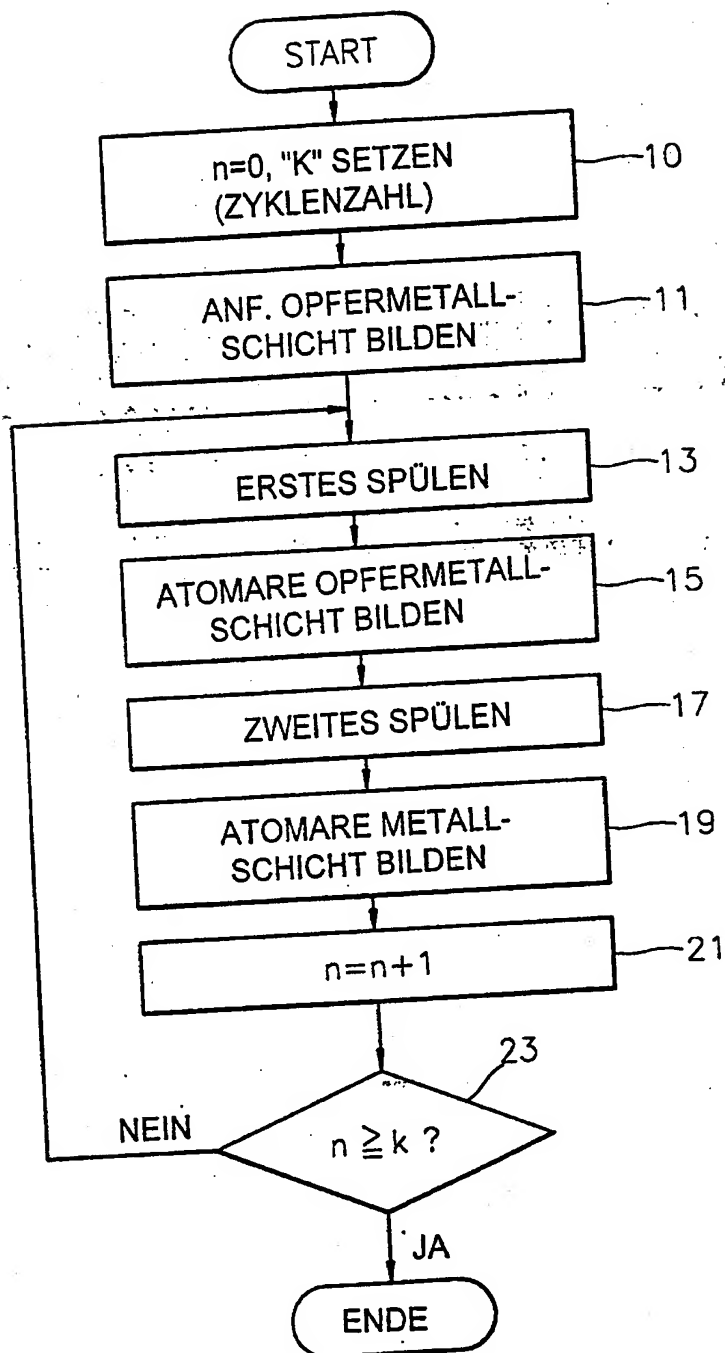 START
n=0, "K" SETZEN
(ZYKLENZAHL)
10
ANF. OPFERMETALL-
SCHICHT BILDEN
11
ERSTES SPÜLEN
13
ATOMARE OPFERMETALL-
SCHICHT BILDEN
15
ZWEITES SPÜLEN
17
ATOMARE METALL-
SCHICHT BILDEN
19
n=n+1
21
23
n ≧ k ?
NEIN
JA
ENDE